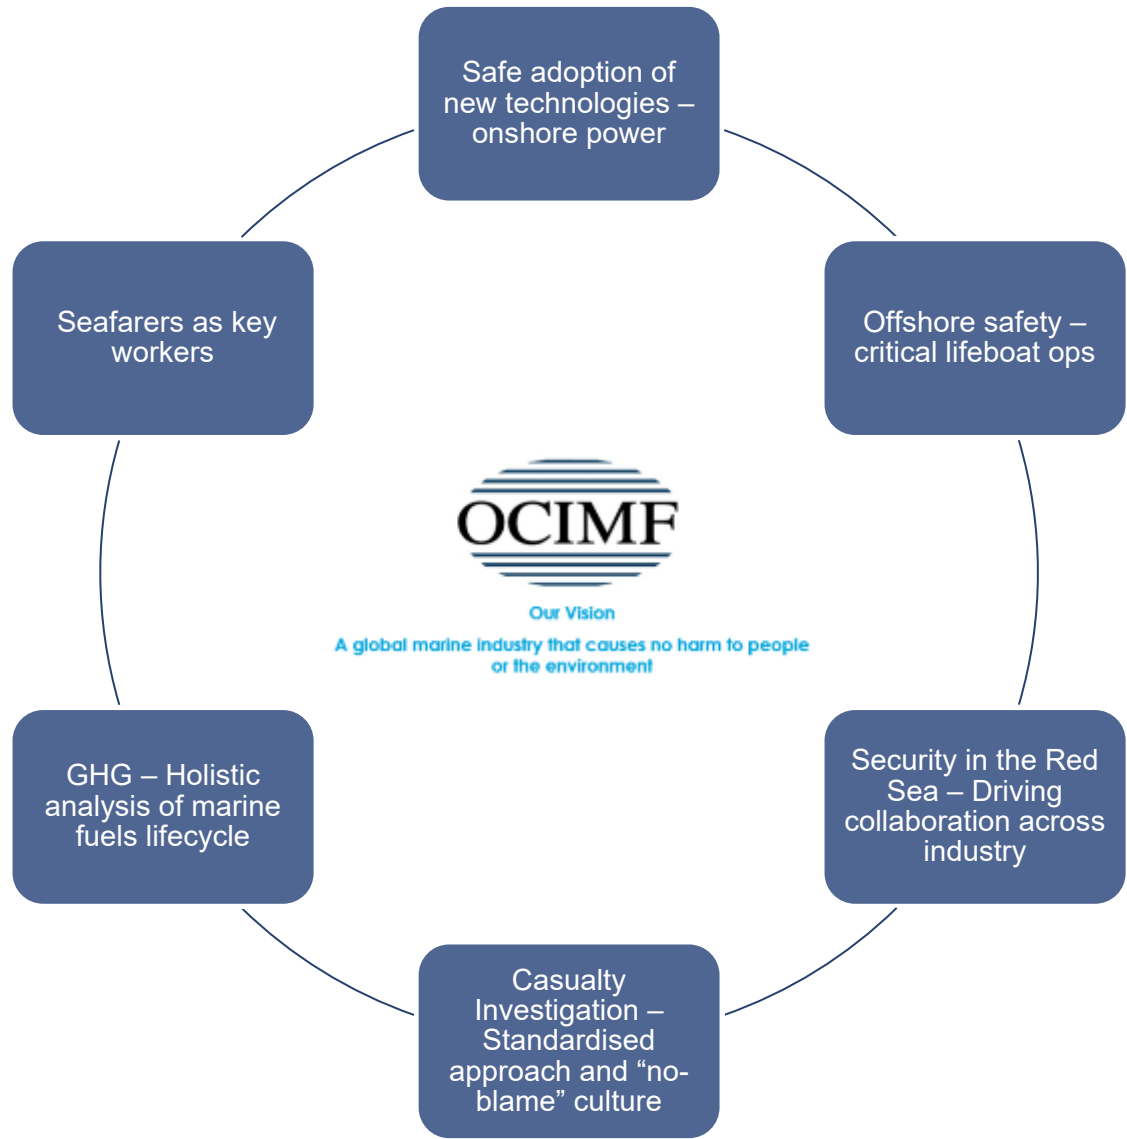 Safe adoption of
new technologies –
onshore power
Offshore safety –
critical lifeboat ops
Security in the Red
Sea – Driving
collaboration across
industry
Casualty
Investigation –
Standardised
approach and “no-
blame” culture
GHG – Holistic
analysis of marine
fuels lifecycle
Seafarers as key
workers
OCIMF
Our Vision
A global marine industry that causes no harm to people
or the environment